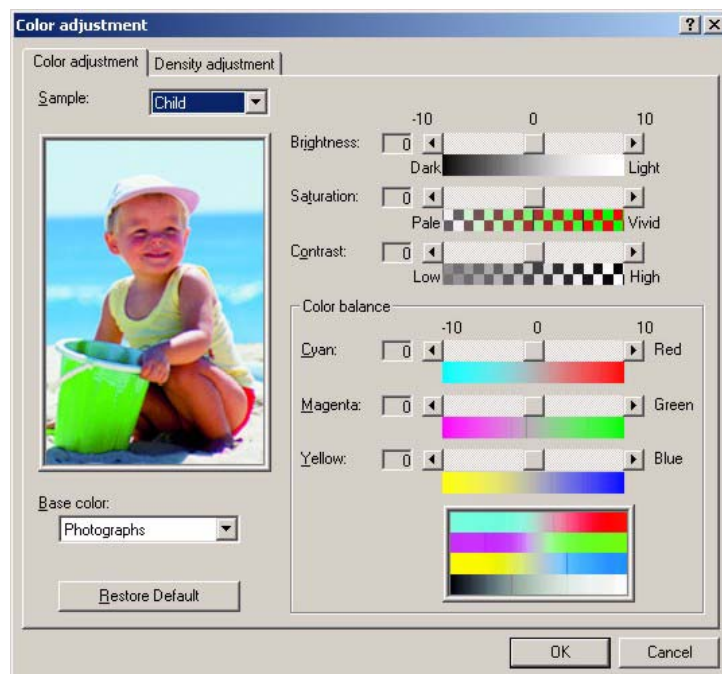 Color adjustment
Color adjustment
Density adjustment
Sample:
Child
-10 0 10
Brightness: 0
Dark Light
Saturation: 0
Pale Vivid
Contrast: 0
Low High
Color balance
-10 0 10
Cyan: 0 Red
Magenta: 0 Green
Yellow: 0 Blue
Base color:
Photographs
Restore Default
OK Cancel